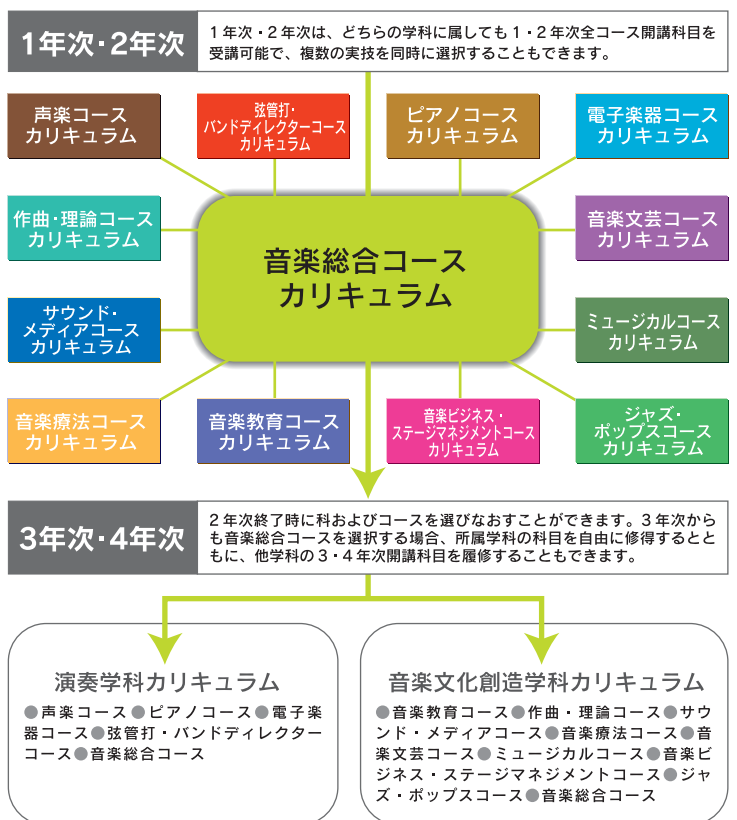 1年次・2年次
1年次・2年次は、どちらの学科に属しても1・2年次全コース開講科目を
受講可能で、複数の実技を同時に選択することもできます。
声楽コース
カリキュラム
弦管打・
バンドディレクターコース
カリキュラム
ピアノコース
カリキュラム
電子楽器コース
カリキュラム
作曲・理論コース
カリキュラム
音楽総合コース
カリキュラム
音楽文芸コース
カリキュラム
サウンド・
メディアコース
カリキュラム
ミュージカルコース
カリキュラム
音楽療法コース
カリキュラム
音楽教育コース
カリキュラム
音楽ビジネス・
ステージマネジメントコース
カリキュラム
ジャズ・
ポップスコース
カリキュラム
3年次・4年次
2年次終了時に科およびコースを選びなおすことができます。3年次から
も音楽総合コースを選択する場合、所属学科の科目を自由に修得するとと
もに、他学科の3・4年次開講科目を履修することもできます。
演奏学科カリキュラム
●声楽コース●ピアノコース●電子楽
器コース●弦管打・バンドディレクター
コース●音楽総合コース
音楽文化創造学科カリキュラム
●音楽教育コース●作曲・理論コース●サウ
ンド・メディアコース●音楽療法コース●音
楽文芸コース●ミュージカルコース●音楽ビ
ジネス・ステージマネジメントコース●ジャ
ズ・ポップスコース●音楽総合コース